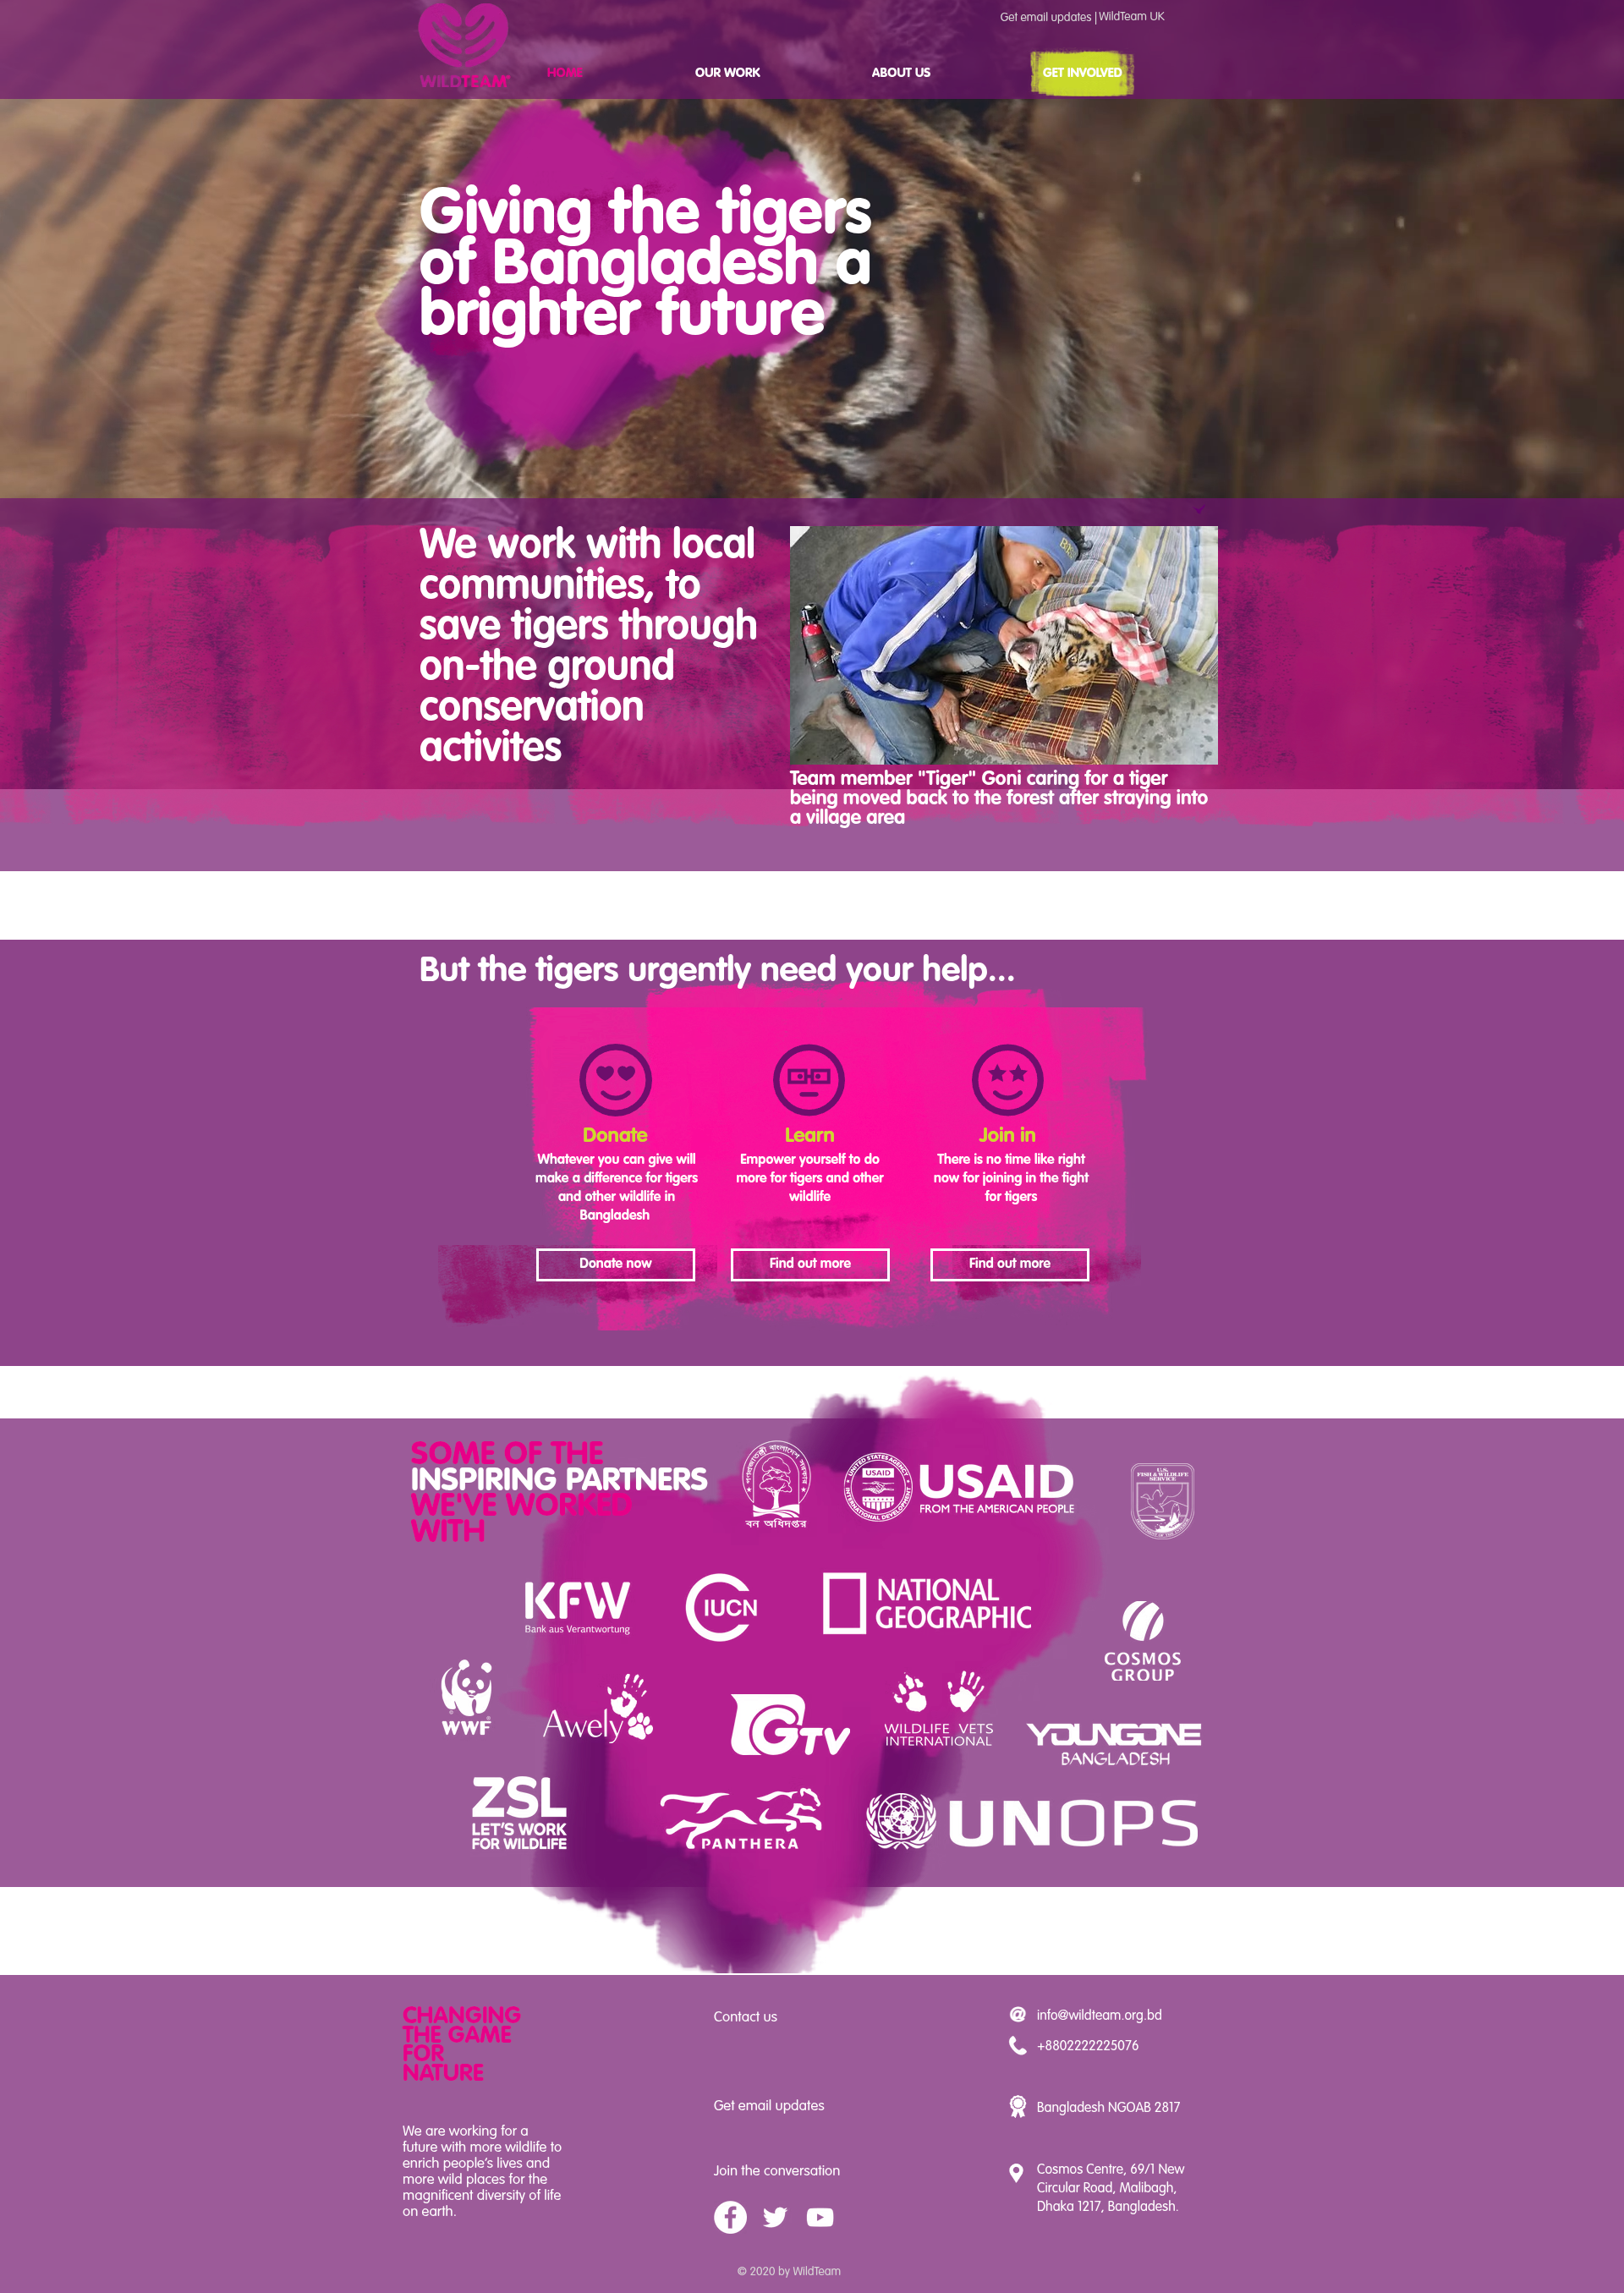 Get email updates | WildTeam UK
WILDTEAM
HOME
OUR WORK
ABOUT US
GET INVOLVED
Giving the tigers
of Bangladesh a
brighter future
We work with local
communities, to
save tigers through
on-the ground
conservation
activites
Team member "Tiger" Goni caring for a tiger
being moved back to the forest after straying into
a village area
But the tigers urgently need your help...
Donate
Whatever you can give will
make a difference for tigers
and other wildlife in
Bangladesh
Donate now
Learn
Empower yourself to do
more for tigers and other
wildlife
Find out more
Join in
There is no time like right
now for joining in the fight
for tigers
Find out more
SOME OF THE
INSPIRING PARTNERS
WE'VE WORKED
WITH
গণপ্রজাতন্ত্রী বাংলাদেশ সরকার
বন অধিদপ্তর
UNITED STATES AGENCY
USAID
INTERNATIONAL DEVELOPMENT
USAID
FROM THE AMERICAN PEOPLE
U.S.
FISH & WILDLIFE
SERVICE
KFW
Bank aus Verantwortung
IUCN
NATIONAL
GEOGRAPHIC
COSMOS
GROUP
WWF
Awely
GTV
WILDLIFE VETS
INTERNATIONAL
YOUNGONE
BANGLADESH
ZSL
LET'S WORK
FOR WILDLIFE
PANTHERA
UNOPS
CHANGING
THE GAME
FOR
NATURE
We are working for a
future with more wildlife to
enrich people's lives and
more wild places for the
magnificent diversity of life
on earth.
Contact us
Get email updates
Join the conversation
info@wildteam.org.bd
+8802222225076
Bangladesh NGOAB 2817
Cosmos Centre, 69/1 New
Circular Road, Malibagh,
Dhaka 1217, Bangladesh.
© 2020 by WildTeam